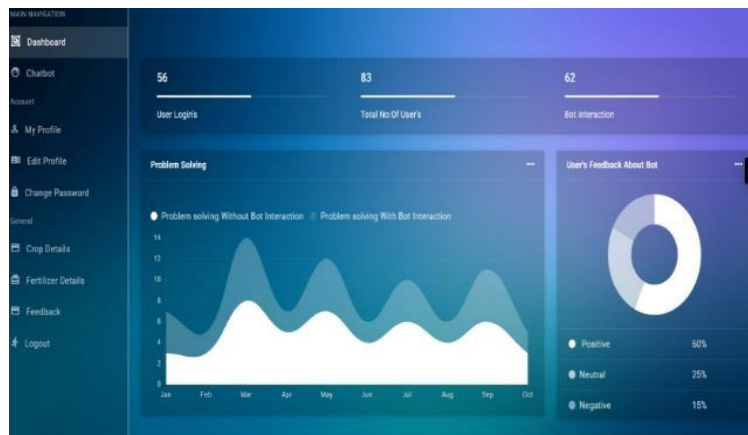 MAIN NAVIGATION
Dashboard
Chatbot
Account
My Profile
Edit Profile
Change Password
General
Crop Details
Fertilizer Details
Feedback
Logout
56
User Login's
83
Total No:Of User's
62
Bot Interaction
Problem Solving
Problem solving Without Bot Interaction Problem solving With Bot Interaction
14
12
10
8
6
4
2
0
Jan Feb Mar Apr May Jun Jul Aug Sep Oct
User's Feedback About Bot
Positive 60%
Neutral 25%
Negative 15%